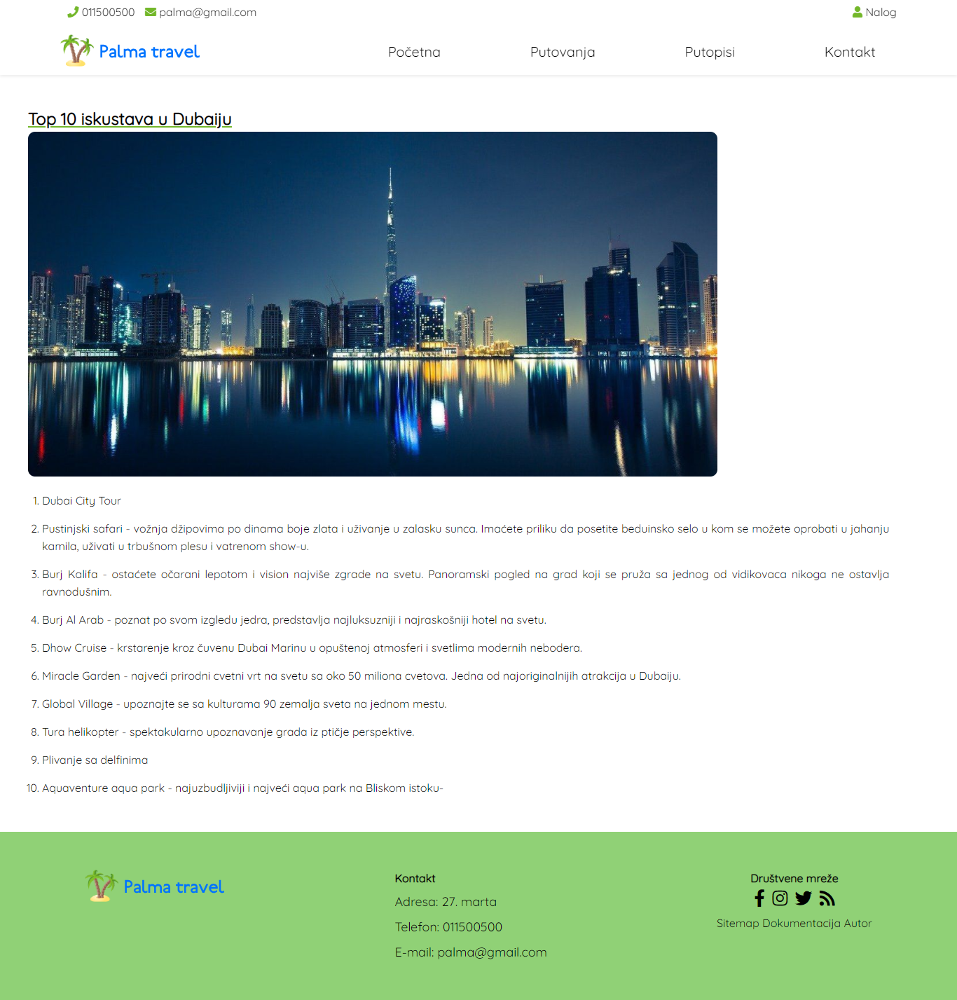 011500500 palma@gmail.com Nalog
Palma travel Početna Putovanja Putopisi Kontakt
Top 10 iskustava u Dubaiju
1. Dubai City Tour
2. Pustinjski safari - vožnja džipovima po dinama boje zlata i uživanje u zalasku sunca. Imaćete priliku da posetite beduinsko selo u kom se možete oprobati u jahanju
kamila, uživati u trbušnom plesu i vatrenom show-u.
3. Burj Kalifa - ostaćete očarani lepotom i vision najviše zgrade na svetu. Panoramski pogled na grad koji se pruža sa jednog od vidikovaca nikoga ne ostavlja
ravnodušnim.
4. Burj Al Arab - poznat po svom izgledu jedra, predstavlja najluksuzniji i najraskošniji hotel na svetu.
5. Dhow Cruise - krstarenje kroz čuvenu Dubai Marinu u opuštenoj atmosferi i svetlima modernih nebodera.
6. Miracle Garden - najveći prirodni cvetni vrt na svetu sa oko 50 miliona cvetova. Jedna od najoriginalnijih atrakcija u Dubaiju.
7. Global Village - upoznajte se sa kulturama 90 zemalja sveta na jednom mestu.
8. Tura helikopter - spektakularno upoznavanje grada iz ptičje perspektive.
9. Plivanje sa delfinima
10. Aquaventure aqua park - najuzbudljiviji i najveći aqua park na Bliskom istoku-
Palma travel
Kontakt
Adresa: 27. marta
Telefon: 011500500
E-mail: palma@gmail.com
Društvene mreže
Sitemap Dokumentacija Autor